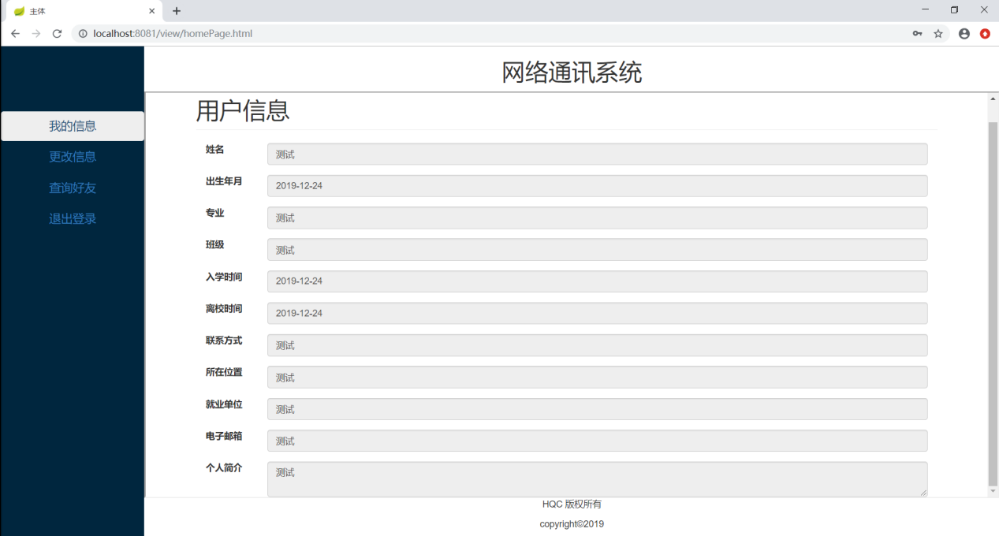 主体
localhost:8081/view/homePage.html
网络通讯系统
我的信息
更改信息
查询好友
退出登录
用户信息
姓名 测试
出生年月 2019-12-24
专业 测试
班级 测试
入学时间 2019-12-24
离校时间 2019-12-24
联系方式 测试
所在位置 测试
就业单位 测试
电子邮箱 测试
个人简介 测试
HQC 版权所有
copyright©2019